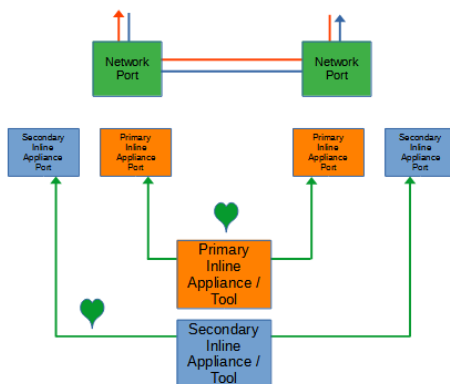 Network
Port
Network
Port
Secondary
Inline
Appliance
Port
Primary
Inline
Appliance
Port
Primary
Inline
Appliance
Port
Secondary
Inline
Appliance
Port
Primary
Inline
Appliance /
Tool
Secondary
Inline
Appliance /
Tool